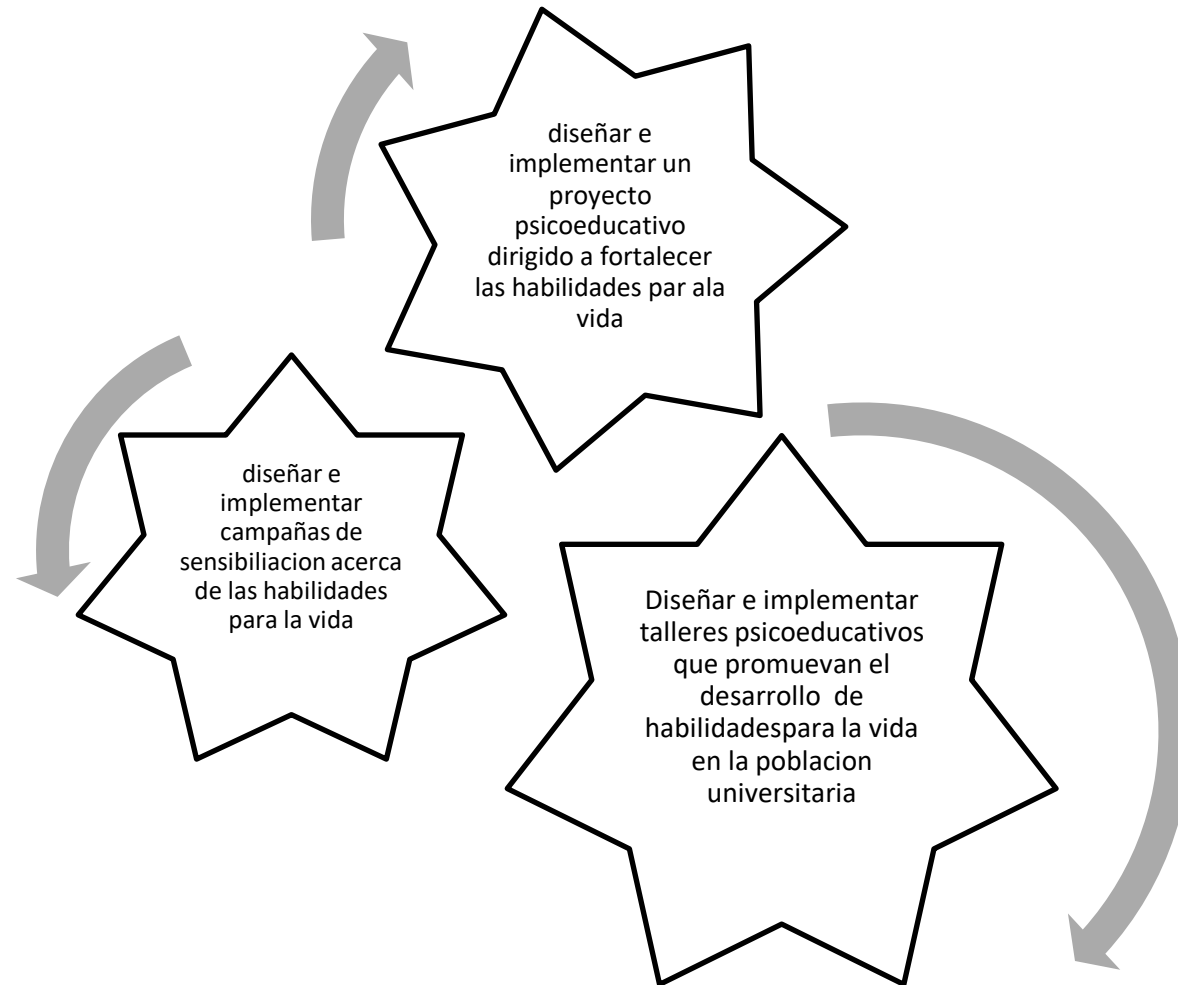 diseñar e
implementar un
proyecto
psicoeducativo
dirigido a fortalecer
las habilidades par ala
vida
diseñar e
implementar
campañas de
sensibiliacion acerca
de las habilidades
para la vida
Diseñar e implementar
talleres psicoeducativos
que promuevan el
desarrollo  de
habilidadespara la vida
en la poblacion
universitaria